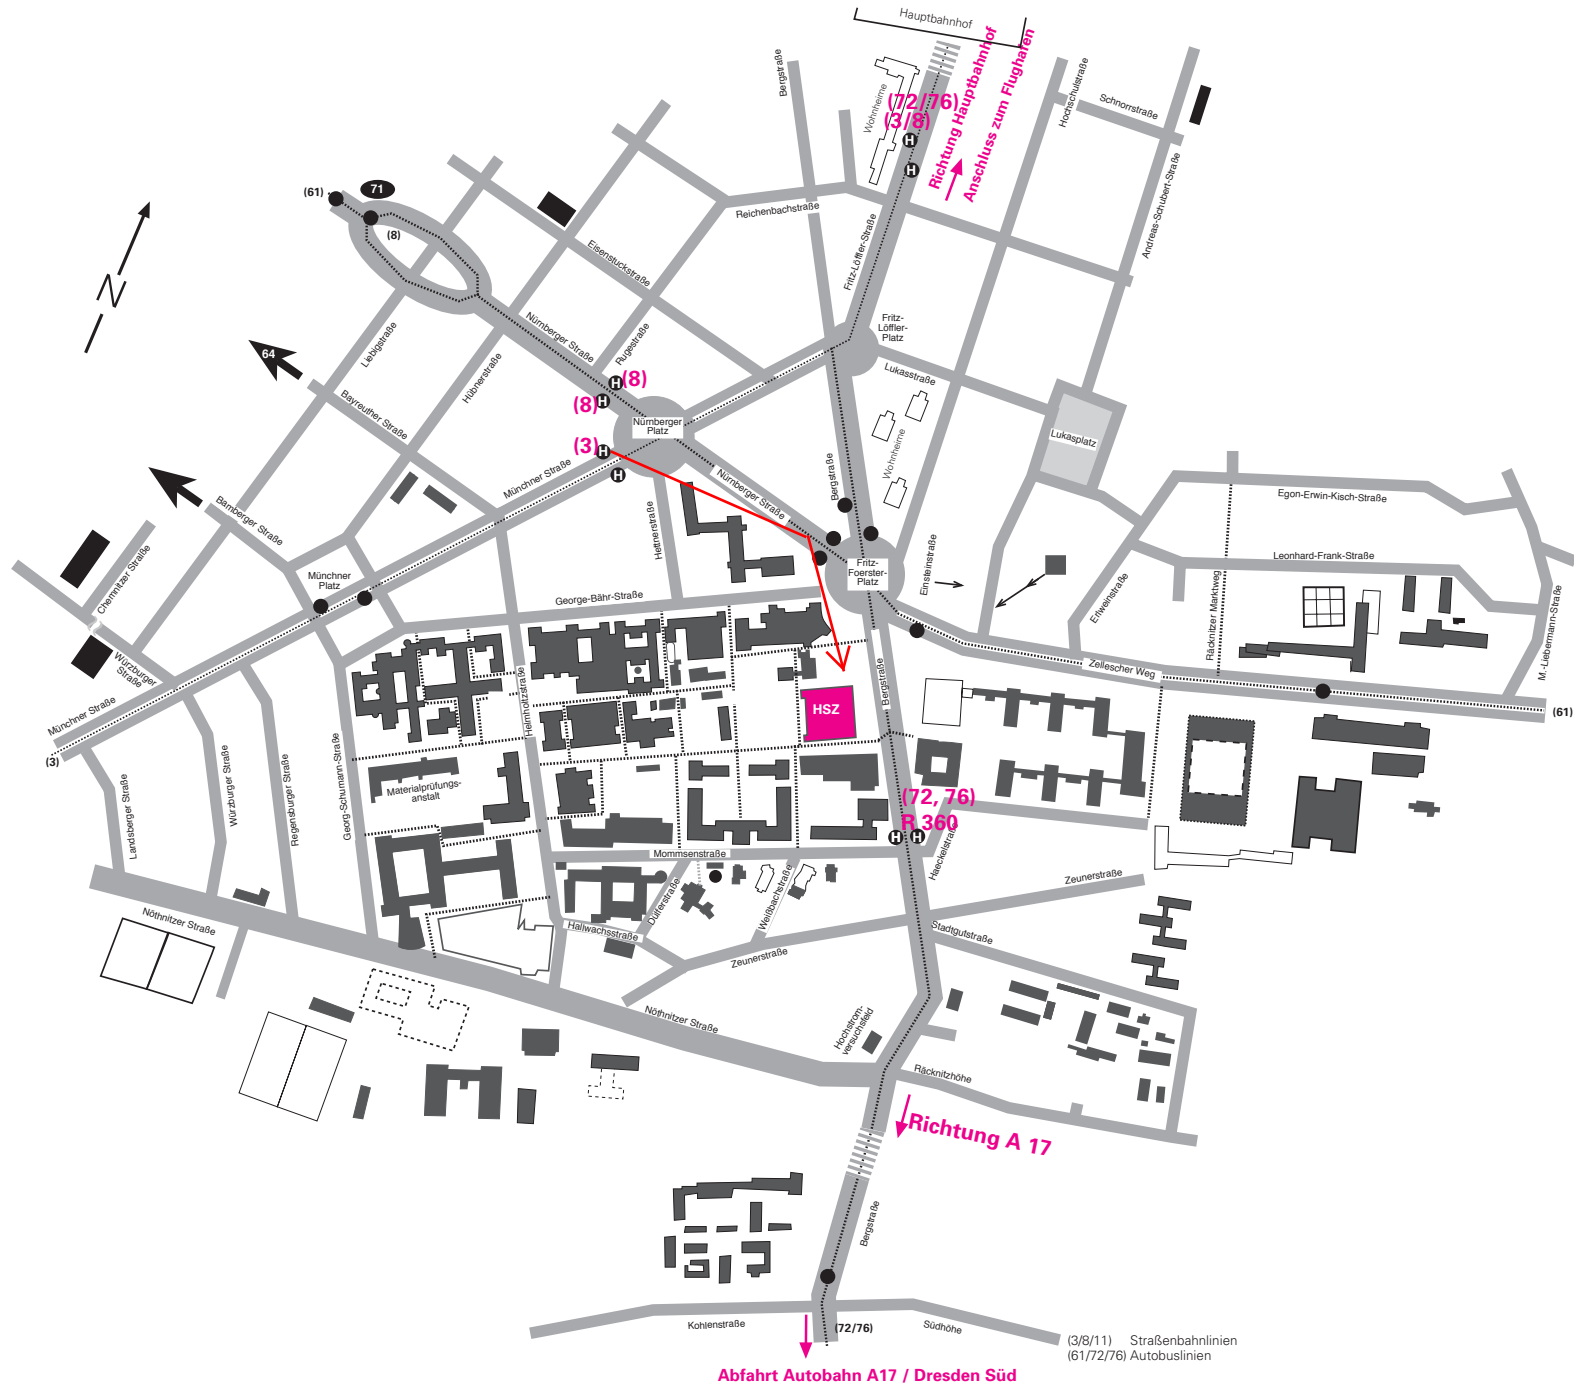 Hauptbahnhof
Richtung Hauptbahnhof
Anschluss zum Flughafen
Bergstraße
Wohnheime
(72/76)
(3/8)
H
H
Hochschulstraße
Schnorrstraße
Andreas-Schubert-Straße
(61)
71
(8)
Reichenbachstraße
Fritz-Löffler-Straße
Eisenstuckstraße
N
Nürnberger Straße
Rugestraße
Liebigstraße
Hübnerstraße
64
Fritz-
Löffler-
Platz
Lukasstraße
H
(8)
(8)
H
Bayreuther Straße
Nürnberger
Platz
(3)
H
H
Wohnheime
Lukasplatz
Münchner Straße
Nürnberger Straße
Bergstraße
Egon-Erwin-Kisch-Straße
Bamberger Straße
Hettnerstraße
Einsteinstraße
Leonhard-Frank-Straße
Chemnitzer Straße
Münchner
Platz
Fritz-
Foerster-
Platz
George-Bähr-Straße
Erlweinstraße
Räcknitzer Marktweg
M.-Liebermann-Straße
Würzburger
Straße
Zellescher Weg
Bergstraße
Helmholtzstraße
HSZ
(61)
Münchner Straße
(3)
Landsberger Straße
Würzburger Straße
Regensburger Straße
Georg-Schumann-Straße
Materialprüfungs-
anstalt
(72, 76)
R 360
H
H
Mommsenstraße
Haeckelstraße
Zeunerstraße
Dülferstraße
Weißbachstraße
Nöthnitzer Straße
Hallwachsstraße
Stadtgutstraße
Zeunerstraße
Nöthnitzer Straße
Hochstrom-
versuchsfeld
Räcknitzhöhe
Richtung A 17
Bergstraße
Kohlenstraße
(72/76)
Südhöhe
(3/8/11) Straßenbahnlinien
(61/72/76) Autobuslinien
Abfahrt Autobahn A17 / Dresden Süd